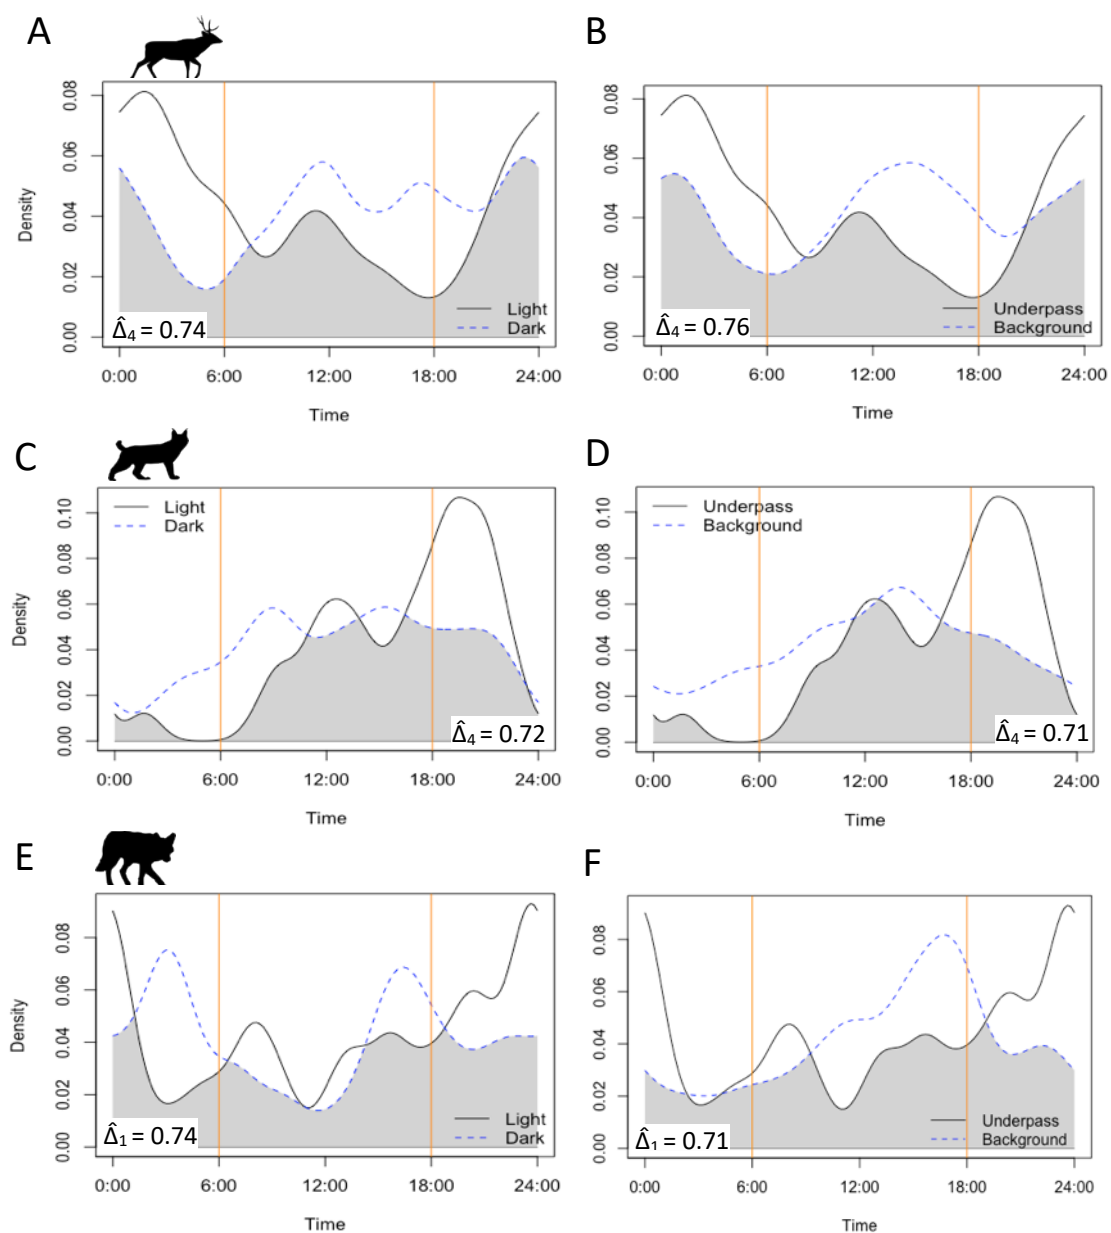 A
B
0.08
0.06
0.04
0.02
0.00
Density
Light
Dark
Δ̂₄ = 0.74
0:00 6:00 12:00 18:00 24:00
Time
0.08
0.06
0.04
0.02
0.00
Underpass
Background
Δ̂₄ = 0.76
0:00 6:00 12:00 18:00 24:00
Time
C
D
0.10
0.08
0.06
0.04
0.02
0.00
Density
Light
Dark
Δ̂₄ = 0.72
0:00 6:00 12:00 18:00 24:00
Time
0.10
0.08
0.06
0.04
0.02
0.00
Underpass
Background
Δ̂₄ = 0.71
0:00 6:00 12:00 18:00 24:00
Time
E
F
0.08
0.06
0.04
0.02
0.00
Density
Light
Dark
Δ̂₁ = 0.74
0:00 6:00 12:00 18:00 24:00
Time
0.08
0.06
0.04
0.02
0.00
Underpass
Background
Δ̂₁ = 0.71
0:00 6:00 12:00 18:00 24:00
Time